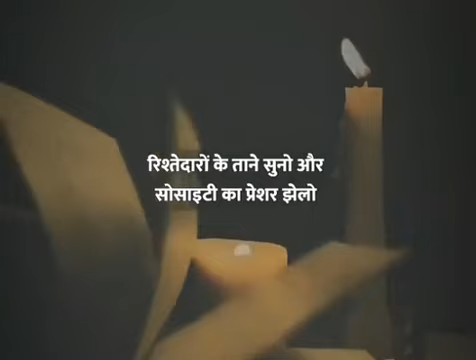 रिश्तेदारों के ताने सुनो और
सोसाइटी का प्रेशर झेलो